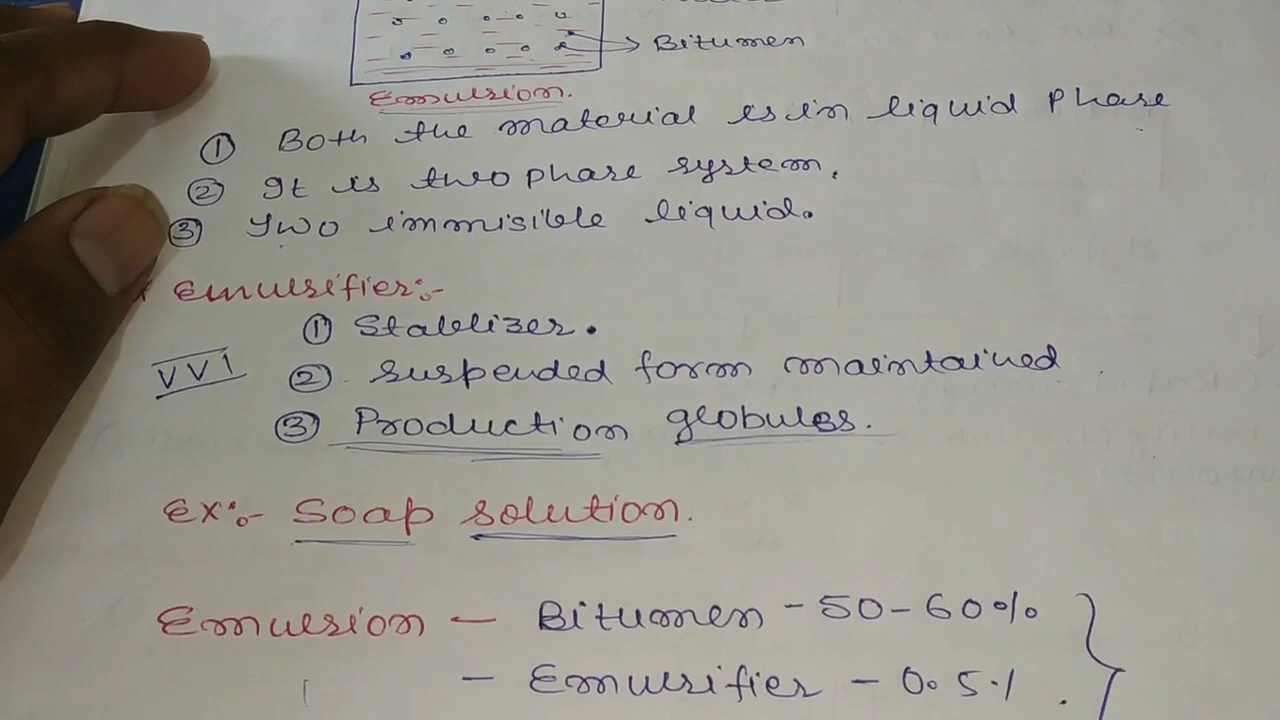 Bitumen
Emulsion.
① Both the material is in liquid phase
② It is two phase system.
③ Two immisible liquid.
Emulsifier:-
① Stablizer.
VVI ② suspended form maintained
③ Production globules.
Ex:- Soap solution.
Emulsion - Bitumen - 50-60%
- Emulsifier - 0.5%